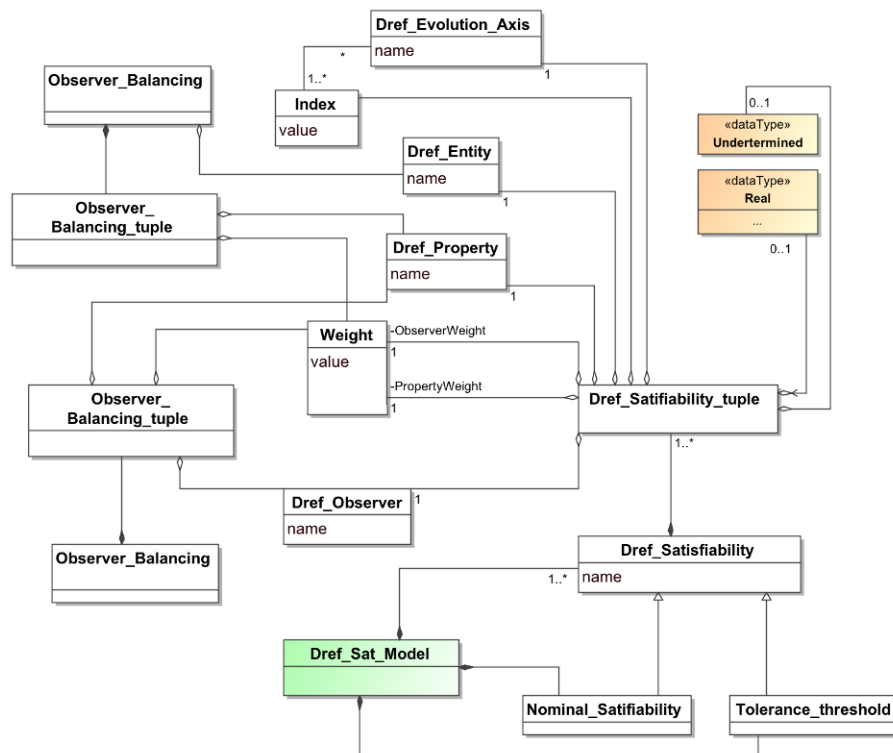 Dref_Evolution_Axis
name
*
1
1..*
Index
value
Observer_Balancing
0..1
«dataType»
Undertermined
Dref_Entity
name
1
«dataType»
Real
...
0..1
Observer_
Balancing_tuple
Dref_Property
name
1
Weight
value
-ObserverWeight
1
-PropertyWeight
1
Observer_
Balancing_tuple
Dref_Satifiability_tuple
1..*
Dref_Observer
name
1
Observer_Balancing
Dref_Satisfiability
name
1..*
Dref_Sat_Model
Nominal_Satifiability
Tolerance_threshold